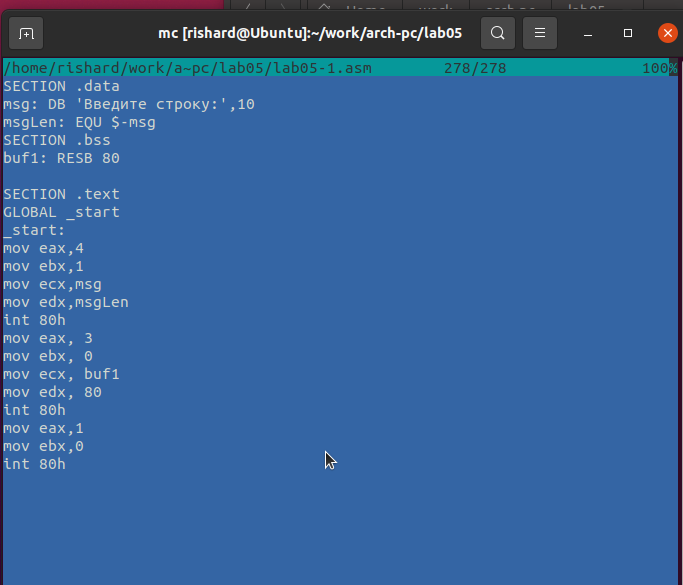 mc [rishard@Ubuntu]:~/work/arch-pc/lab05
/home/rishard/work/a~pc/lab05/lab05-1.asm 278/278 100%
SECTION .data
msg: DB 'Введите строку:',10
msgLen: EQU $-msg
SECTION .bss
buf1: RESB 80
SECTION .text
GLOBAL _start
_start:
mov eax,4
mov ebx,1
mov ecx,msg
mov edx,msgLen
int 80h
mov eax, 3
mov ebx, 0
mov ecx, buf1
mov edx, 80
int 80h
mov eax,1
mov ebx,0
int 80h